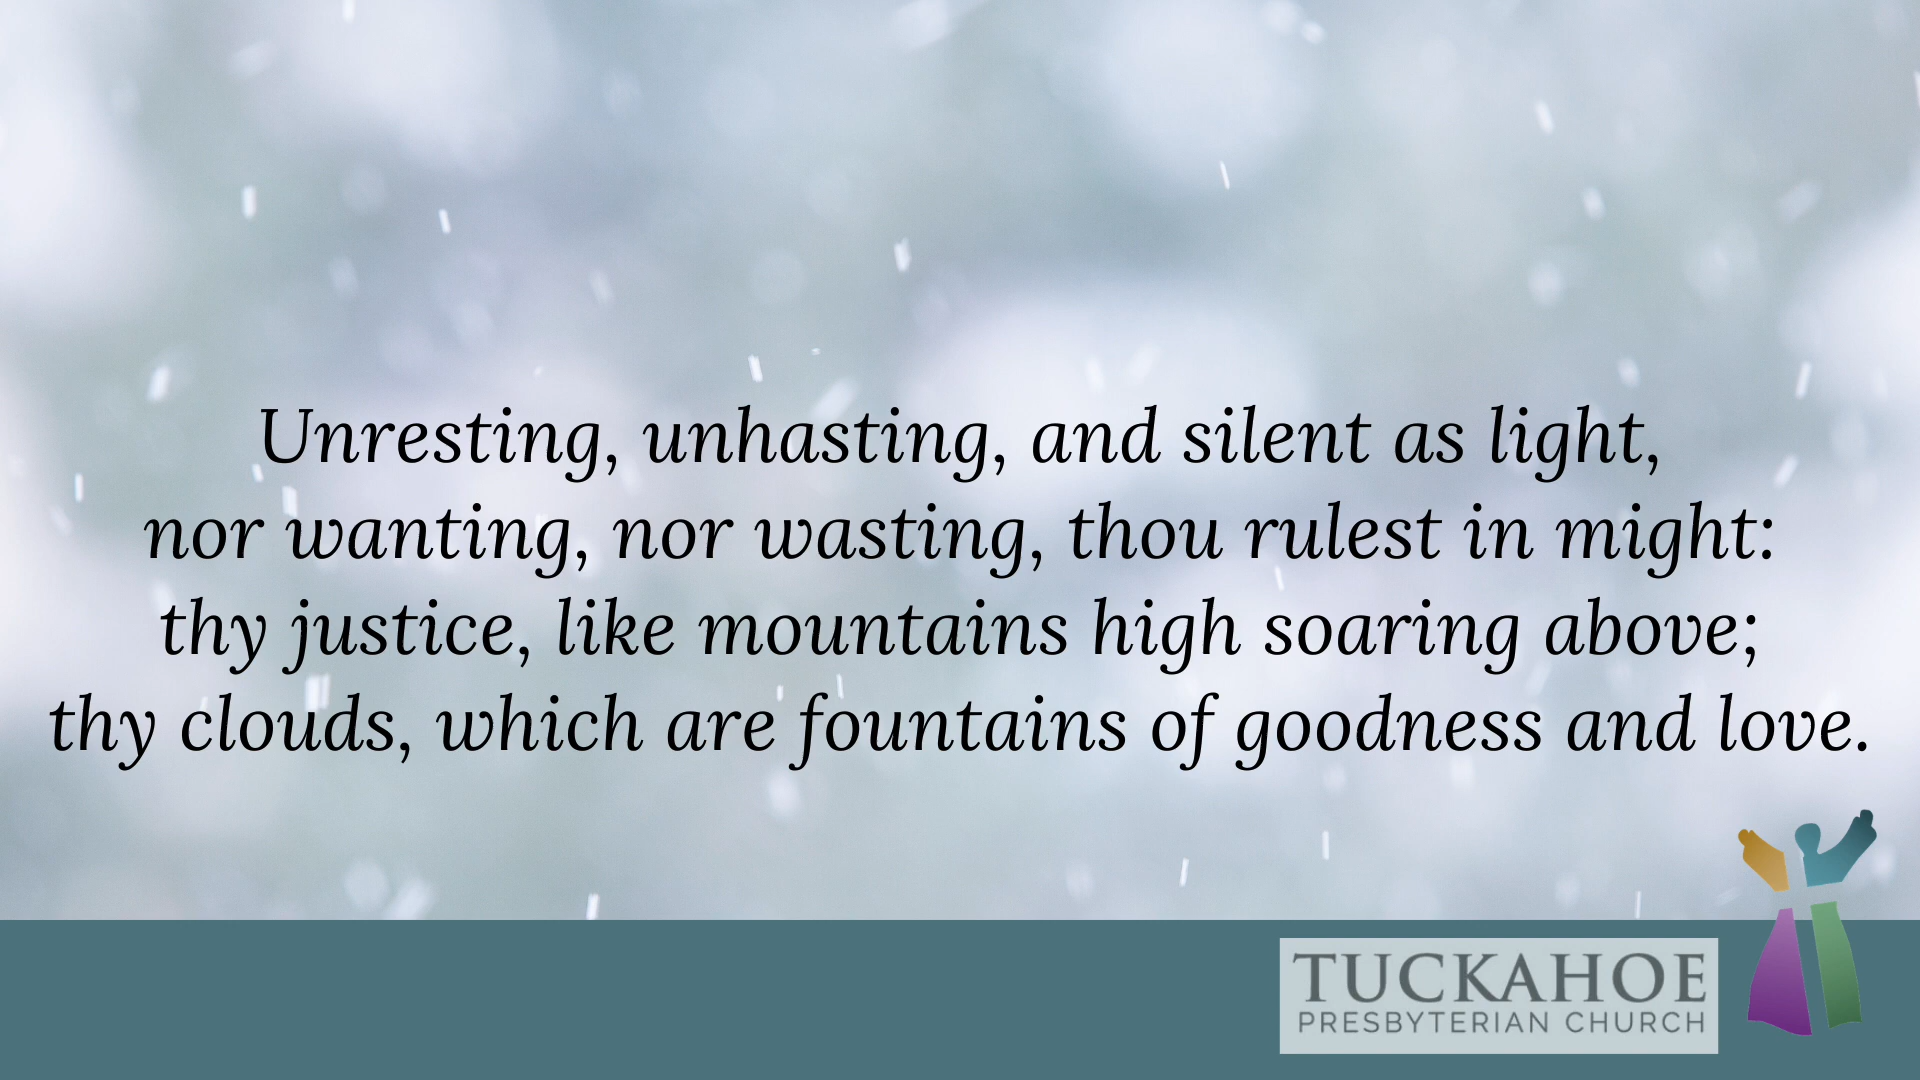 Unresting, unhasting, and silent as light,
nor wanting, nor wasting, thou rulest in might:
thy justice, like mountains high soaring above;
thy clouds, which are fountains of goodness and love.
TUCKAHOE
PRESBYTERIAN CHURCH